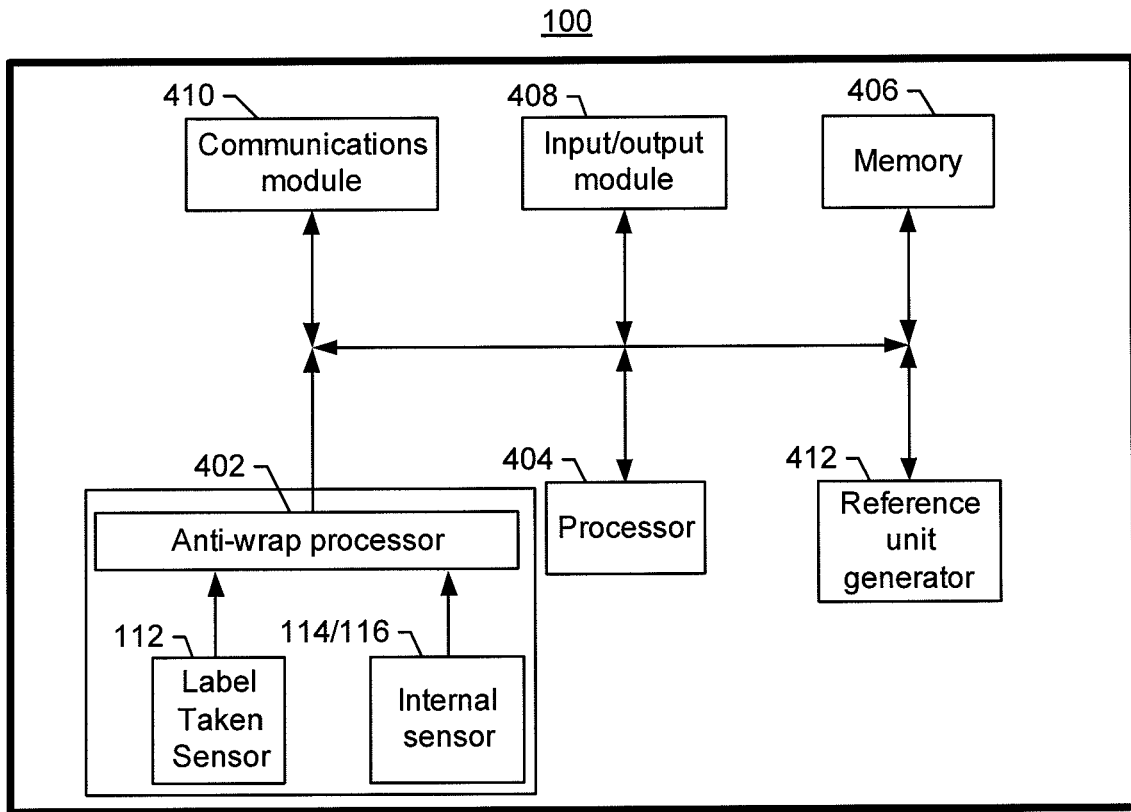 100
410
408
406
Communications
module
Input/output
module
Memory
402
404
412
Anti-wrap processor
Processor
Reference
unit
generator
112
114/116
Label
Taken
Sensor
Internal
sensor